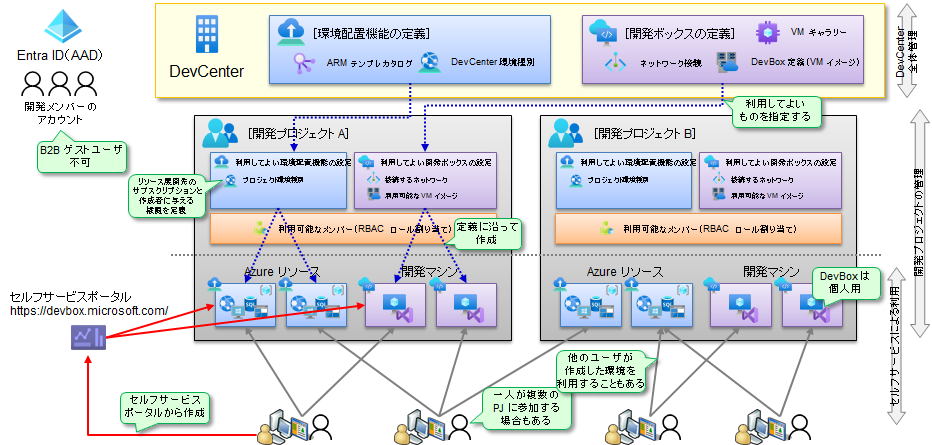 Entra ID(AAD)
開発メンバーの
アカウント
B2B ゲストユーザ
不可
DevCenter
[環境配置機能の定義]
ARM テンプレカタログ
DevCenter 環境種別
[開発ボックスの定義]
VM ギャラリー
ネットワーク接続
DevBox 定義(VM イメージ)
DevCenter
全体管理
利用してよい
ものを指定する
[開発プロジェクト A]
利用してよい環境配置機能の設定
プロジェクト環境種別
利用してよい開発ボックスの設定
接続するネットワーク
利用可能な VM イメージ
リソース展開先の
サブスクリプションと
作成者に与える
権限を定義
利用可能なメンバー(RBAC ロール割り当て)
定義に沿って
作成
[開発プロジェクト B]
利用してよい環境配置機能の設定
プロジェクト環境種別
利用してよい開発ボックスの設定
接続するネットワーク
利用可能な VM イメージ
利用可能なメンバー(RBAC ロール割り当て)
開発プロジェクトの管理
Azure リソース
開発マシン
Azure リソース
開発マシン
DevBox は
個人用
セルフサービスによる利用
セルフサービスポータル
https://devbox.microsoft.com/
セルフサービス
ポータルから作成
一人が複数の
PJ に参加する
場合もある
他のユーザが
作成した環境を
利用することもある